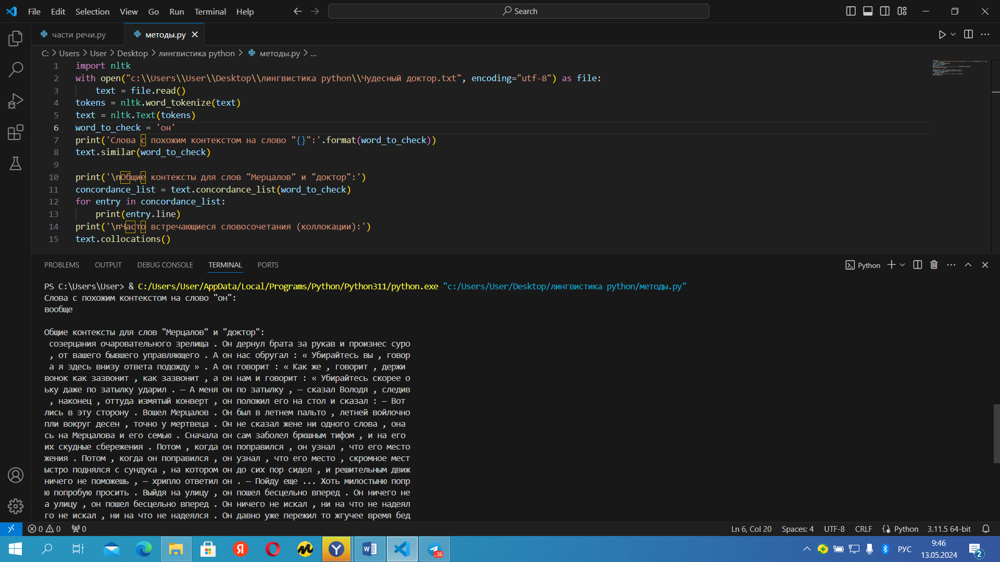 File Edit Selection View Go Run Terminal Help
Search
части речи.py
методы.py
C: > Users > User > Desktop > лингвистика python > методы.py > ...
1 import nltk
2 with open("c:\\Users\\User\\Desktop\\лингвистика python\\Чудесный доктор.txt", encoding="utf-8") as file:
3 text = file.read()
4 tokens = nltk.word_tokenize(text)
5 text = nltk.Text(tokens)
6 word_to_check = 'он'
7 print('Слова с похожим контекстом на слово "{}":'.format(word_to_check))
8 text.similar(word_to_check)
9
10 print('\nОбщие контексты для слов "Мерцалов" и "доктор":')
11 concordance_list = text.concordance_list(word_to_check)
12 for entry in concordance_list:
13 print(entry.line)
14 print('\nЧасто встречающиеся словосочетания (коллокации):')
15 text.collocations()
PROBLEMS OUTPUT DEBUG CONSOLE TERMINAL PORTS
Python
PS C:\Users\User> & C:/Users/User/AppData/Local/Programs/Python/Python311/python.exe "c:/Users/User/Desktop/лингвистика python/методы.py"
Слова с похожим контекстом на слово "он":
вообще
Общие контексты для слов "Мерцалов" и "доктор":
созерцания очаровательного зрелища . Он дернул брата за рукав и произнес суро
, от вашего бывшего управляющего . А он нас обругал : « Убирайтесь вы , говор
а я здесь внизу ответа подожду » . А он говорит : « Как же , говорит , держи
вонок как зазвонит , как зазвонит , а он нам и говорит : « Убирайтесь скорее о
ьку даже по затылку ударил . — А меня он по затылку , — сказал Володя , следив
, наконец , оттуда измятый конверт , он положил его на стол и сказал : — Вот
лись в эту сторону . Вошел Мерцалов . Он был в летнем пальто , летней войлочно
пли вокруг десен , точно у мертвеца . Он не сказал жене ни одного слова , она
сь на Мерцалова и его семью . Сначала он сам заболел брюшным тифом , и на его
их скудные сбережения . Потом , когда он поправился , он узнал , что его место
жения . Потом , когда он поправился , он узнал , что его место , скромное мест
ыстро поднялся с сундука , на котором он до сих пор сидел , и решительным движ
ничего не поможешь , — хрипло ответил он . — Пойду еще ... Хоть милостыню попр
ю попробую просить . Выйдя на улицу , он пошел бесцельно вперед . Он ничего не
а улицу , он пошел бесцельно вперед . Он ничего не искал , ни на что не надеял
го не искал , ни на что не надеялся . Он давно уже пережил то жгучее время бед
0 0 0
Ln 6, Col 20 Spaces: 4 UTF-8 CRLF Python 3.11.5 64-bit
Я
Y
W
..36
РУС
9:46
13.05.2024
2